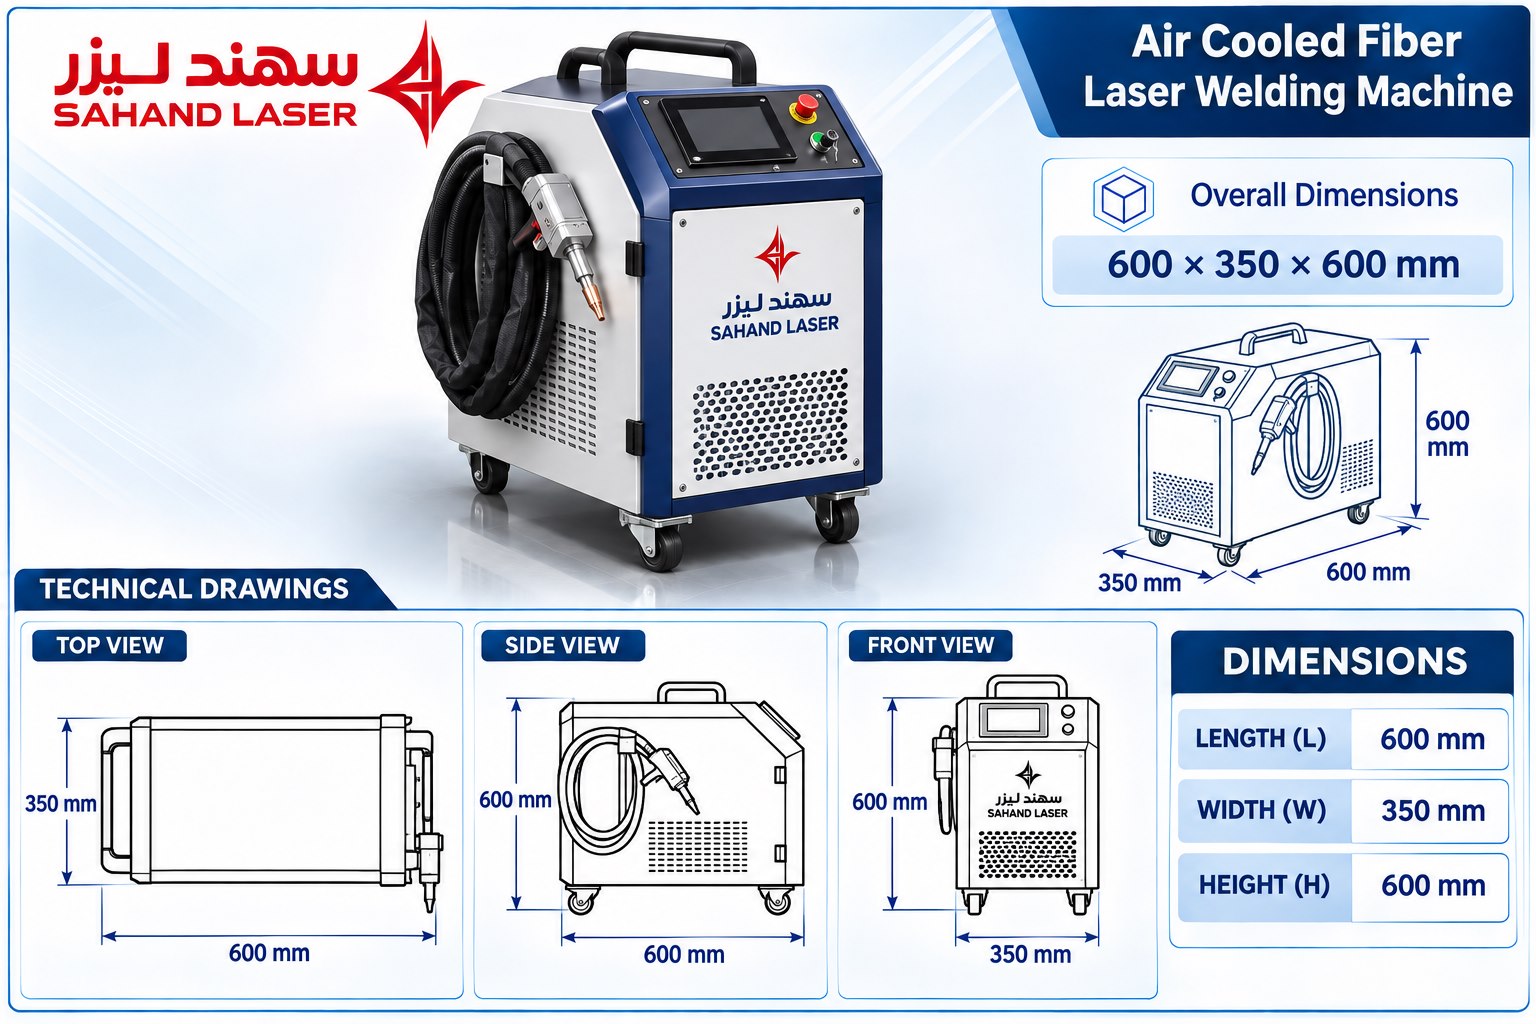 سهند لیزر
SAHAND LASER
Air Cooled Fiber
Laser Welding Machine
Overall Dimensions
600 × 350 × 600 mm
سهند لیزر
SAHAND LASER
600
mm
350 mm
600 mm
TECHNICAL DRAWINGS
TOP VIEW
350 mm
600 mm
SIDE VIEW
600 mm
600 mm
FRONT VIEW
600 mm
سهند لیزر
SAHAND LASER
350 mm
DIMENSIONS
LENGTH (L) 600 mm
WIDTH (W) 350 mm
HEIGHT (H) 600 mm